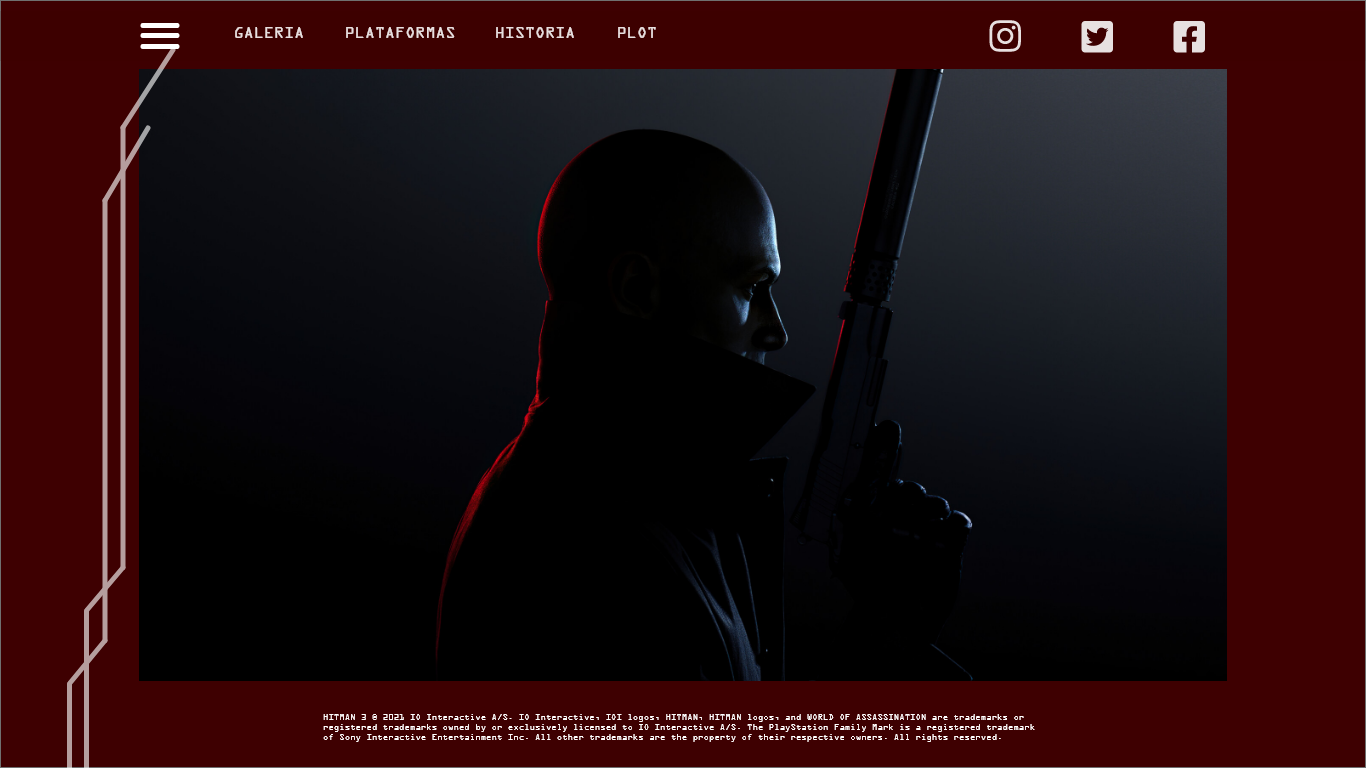 GALERIA PLATAFORMAS HISTORIA PLOT
HITMAN 3 © 2021 IO Interactive A/S. IO Interactive, IOI logos, HITMAN, HITMAN logos, and WORLD OF ASSASSINATION are trademarks or
registered trademarks owned by or exclusively licensed to IO Interactive A/S. The PlayStation Family Mark is a registered trademark
of Sony Interactive Entertainment Inc. All other trademarks are the property of their respective owners. All rights reserved.